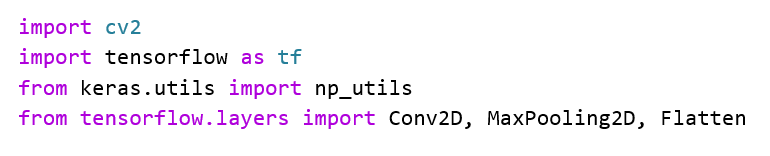 import cv2
import tensorflow as tf
from keras.utils import np_utils
from tensorflow.layers import Conv2D, MaxPooling2D, Flatten